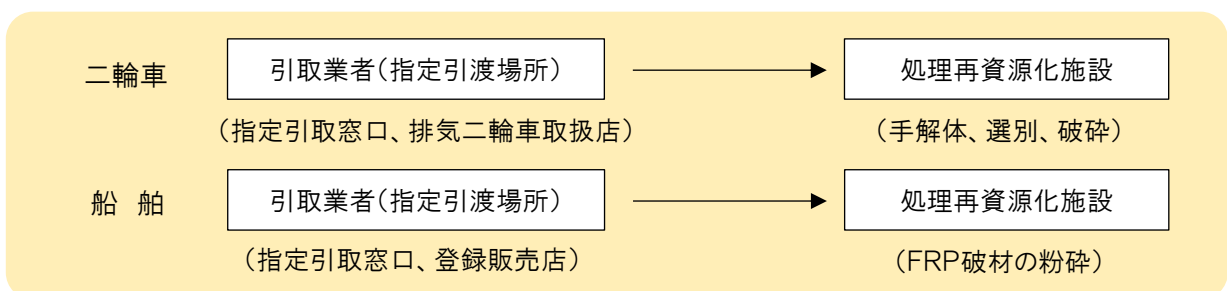 二輪車 引取業者(指定引渡場所) 処理再資源化施設
(指定引取窓口、排気二輪車取扱店) (手解体、選別、破砕)
船 舶 引取業者(指定引渡場所) 処理再資源化施設
(指定引取窓口、登録販売店) (FRP破材の粉砕)